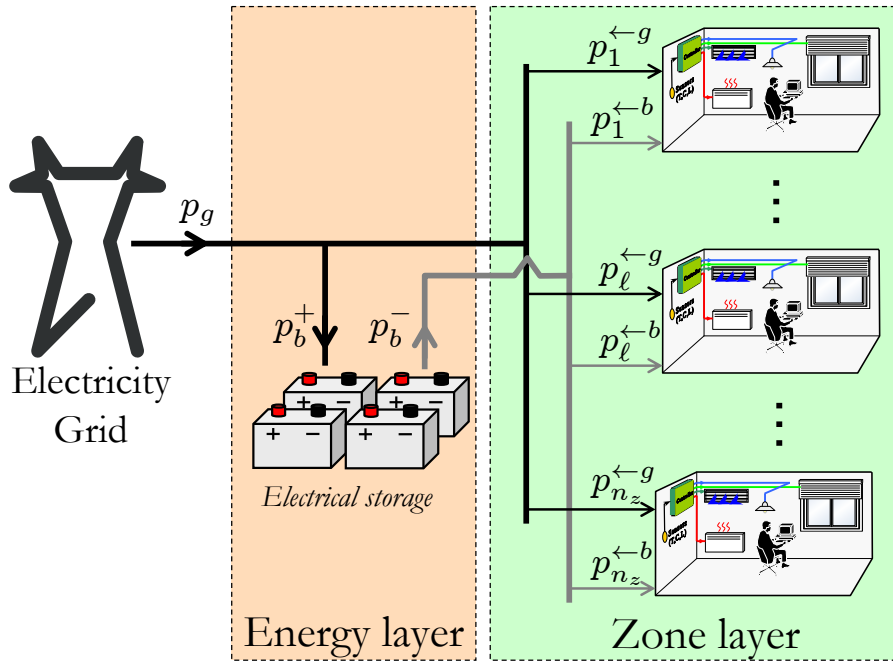 p_1^{←g}
p_1^{←b}
p_g
p_ℓ^{←g}
p_b^+
p_b^-
p_ℓ^{←b}
Electricity
Grid
+ −
+ −
+ −
+ −
Electrical storage
p_{n_z}^{←g}
p_{n_z}^{←b}
Energy layer
Zone layer
(T,C,L)
(T,C,L)
(T,C,L)